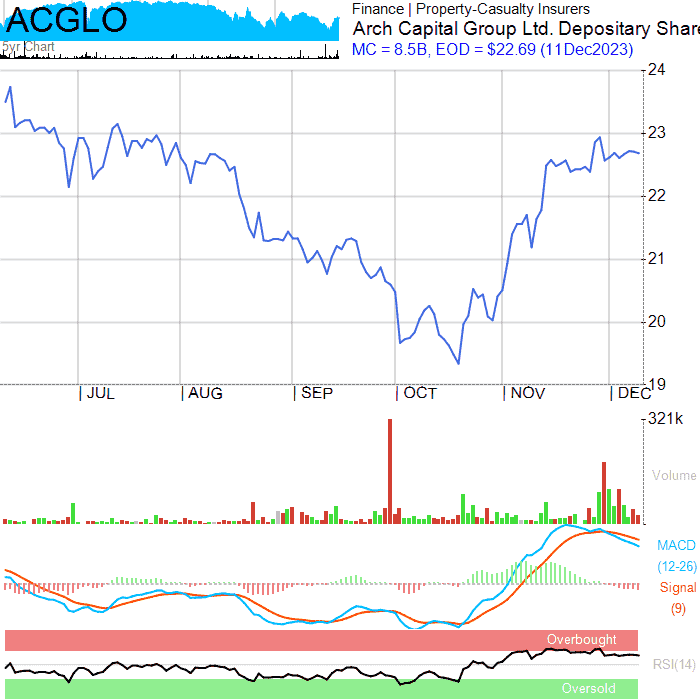 ACGLO
5yr Chart
Finance | Property-Casualty Insurers
Arch Capital Group Ltd. Depositary Share
MC = 8.5B, EOD = $22.69 (11Dec2023)
24
23
22
21
20
19
| JUL | AUG | SEP | OCT | NOV | DEC
321k
Volume
MACD
(12-26)
Signal
(9)
Overbought
RSI(14)
Oversold